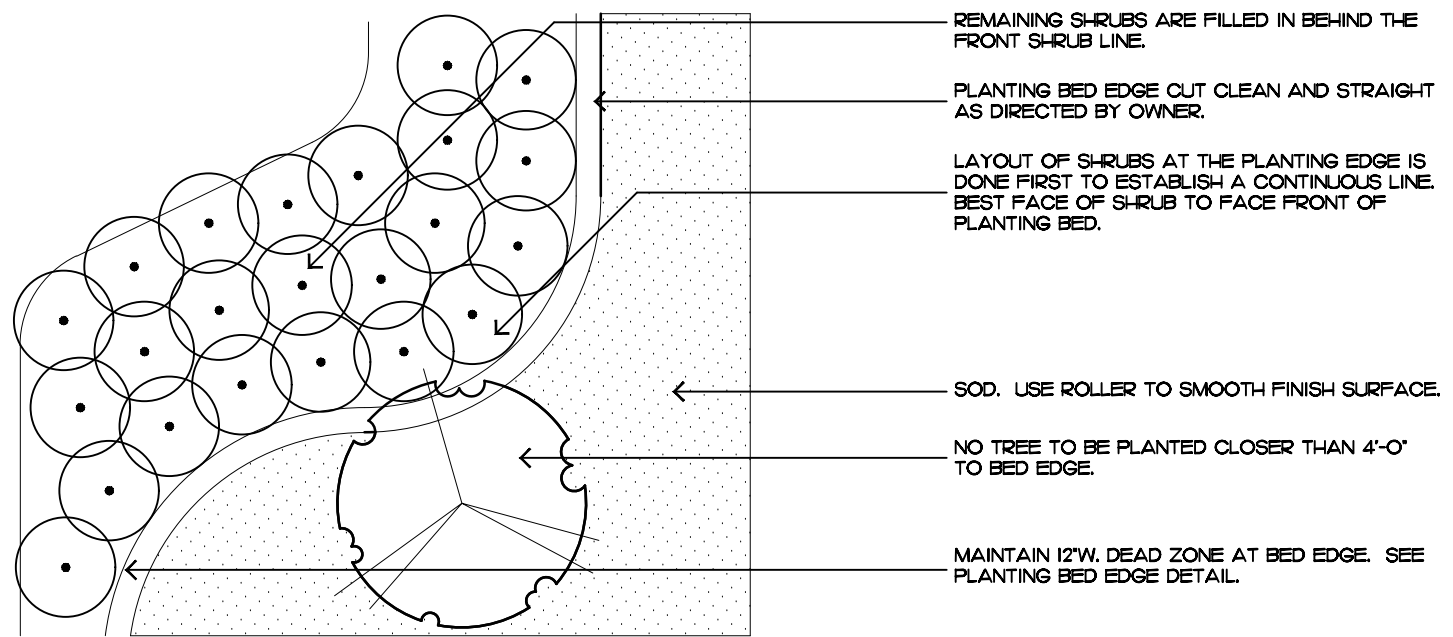 REMAINING SHRUBS ARE FILLED IN BEHIND THE
FRONT SHRUB LINE.
PLANTING BED EDGE CUT CLEAN AND STRAIGHT
AS DIRECTED BY OWNER.
LAYOUT OF SHRUBS AT THE PLANTING EDGE IS
DONE FIRST TO ESTABLISH A CONTINUOUS LINE.
BEST FACE OF SHRUB TO FACE FRONT OF
PLANTING BED.
SOD.  USE ROLLER TO SMOOTH FINISH SURFACE.
NO TREE TO BE PLANTED CLOSER THAN 4'-0"
TO BED EDGE.
MAINTAIN 12"W. DEAD ZONE AT BED EDGE.  SEE
PLANTING BED EDGE DETAIL.